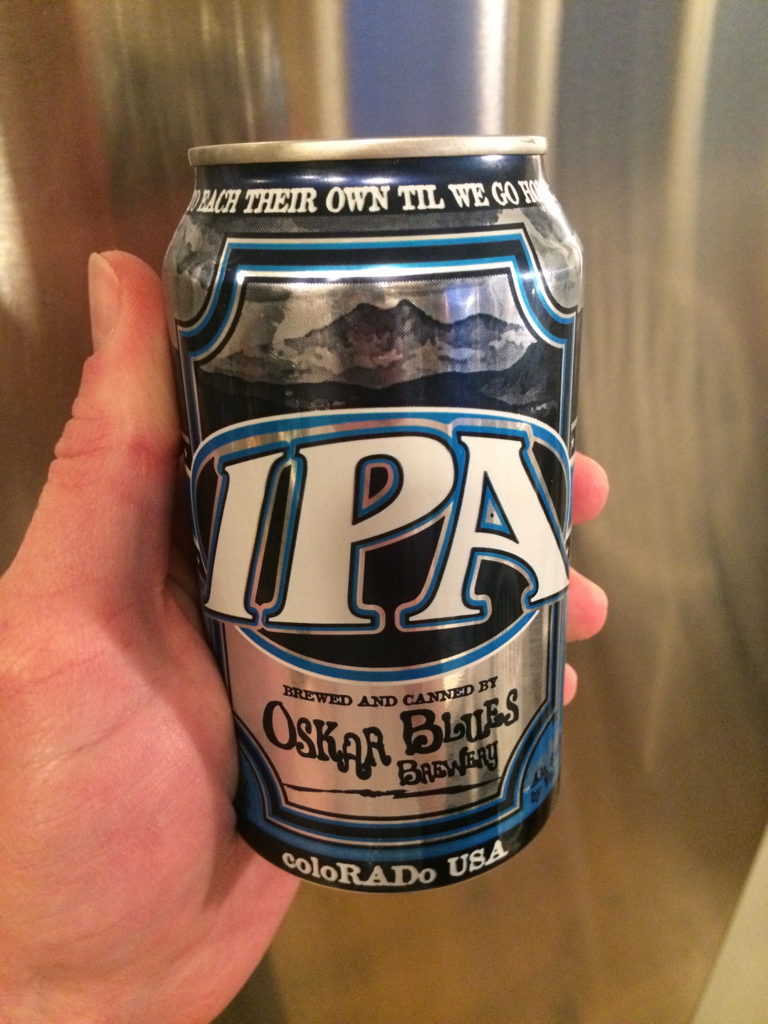 EACH THEIR OWN TIL WE GO
IPA
BREWED AND CANNED BY
OSKAR BLUES
BREWERY
coloRADo USA